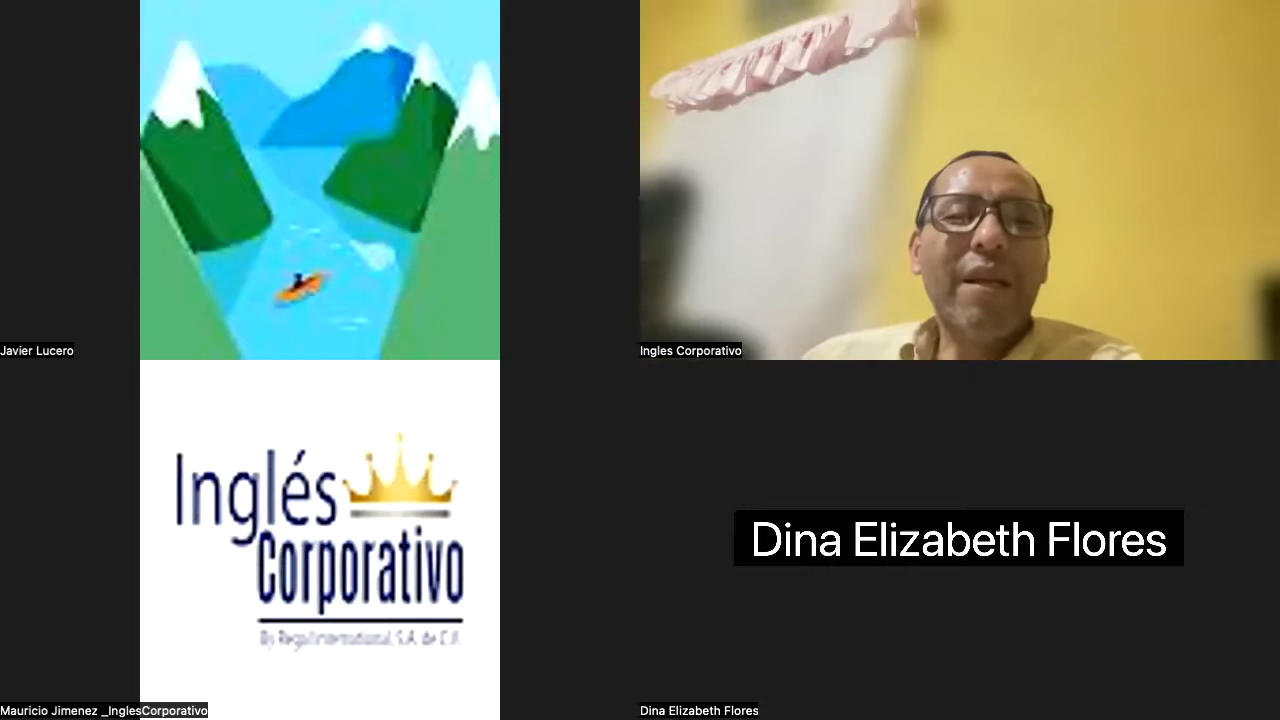 Javier Lucero
Ingles Corporativo
Inglés
Corporativo
Dina Elizabeth Flores
Mauricio Jimenez _InglesCorporativo
Dina Elizabeth Flores